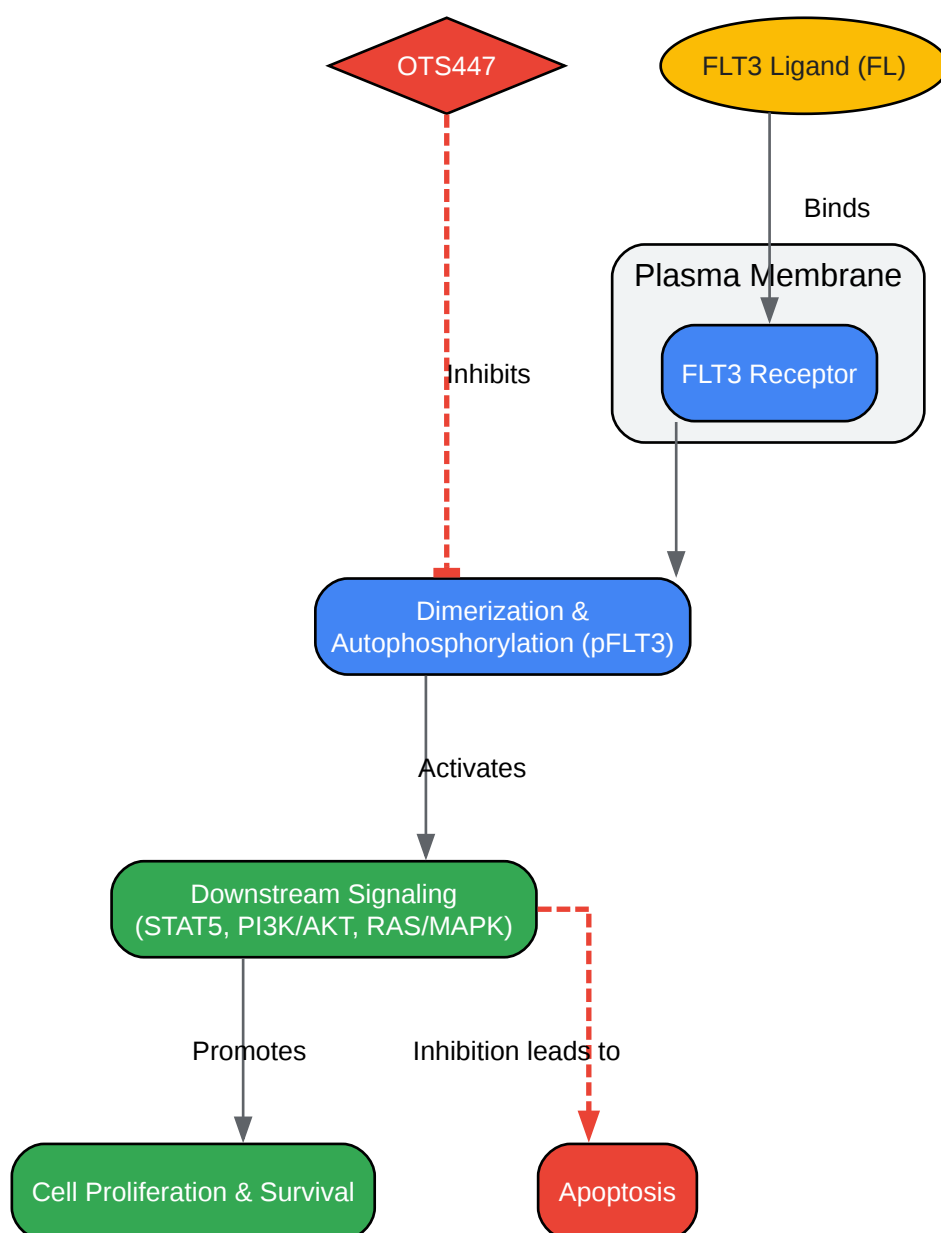 OTS447
FLT3 Ligand (FL)
Binds
Plasma Membrane
FLT3 Receptor
Inhibits
Dimerization &
Autophosphorylation (pFLT3)
Activates
Downstream Signaling
(STAT5, PI3K/AKT, RAS/MAPK)
Promotes
Inhibition leads to
Cell Proliferation & Survival
Apoptosis